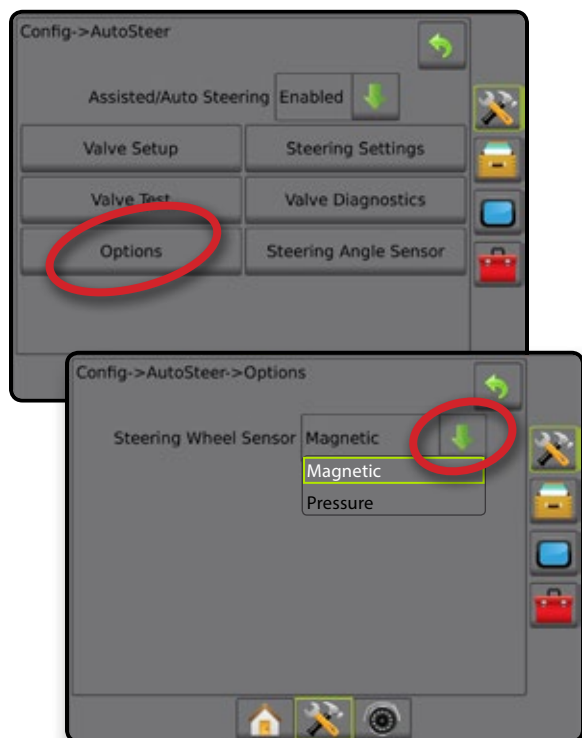 Config->AutoSteer
Assisted/Auto Steering Enabled
Valve Setup Steering Settings
Valve Test Valve Diagnostics
Options Steering Angle Sensor
Config->AutoSteer->Options
Steering Wheel Sensor Magnetic
Magnetic
Pressure